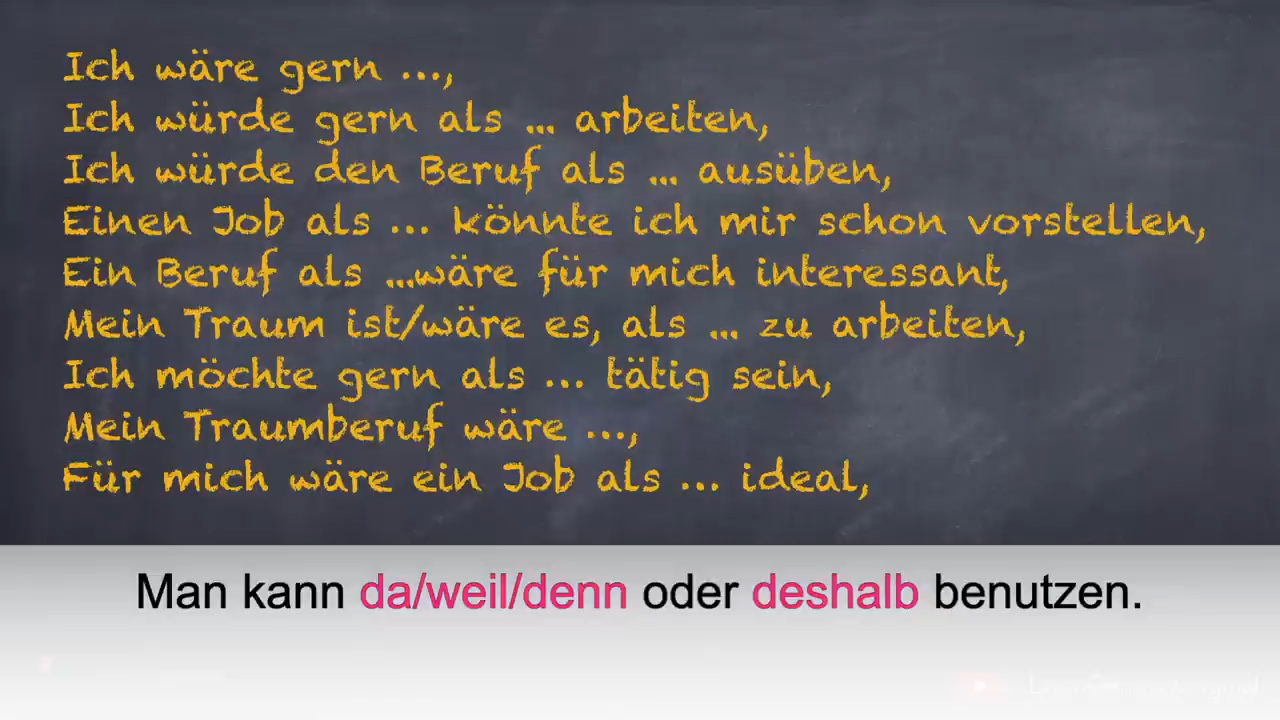 Ich wäre gern ...,
Ich würde gern als ... arbeiten,
Ich würde den Beruf als ... ausüben,
Einen Job als ... könnte ich mir schon vorstellen,
Ein Beruf als ...wäre für mich interessant,
Mein Traum ist/wäre es, als ... zu arbeiten,
Ich möchte gern als ... tätig sein,
Mein Traumberuf wäre ...,
Für mich wäre ein Job als ... ideal,
Man kann da/weil/denn oder deshalb benutzen.